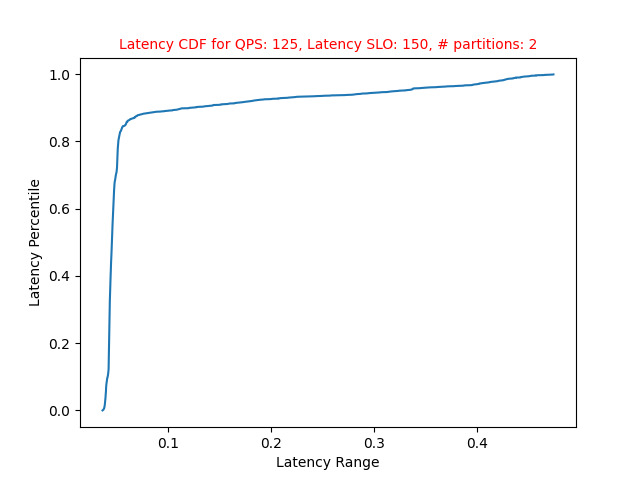 Latency CDF for QPS: 125, Latency SLO: 150, # partitions: 2
1.0
0.8
0.6
0.4
0.2
0.0
Latency Percentile
0.1 0.2 0.3 0.4
Latency Range